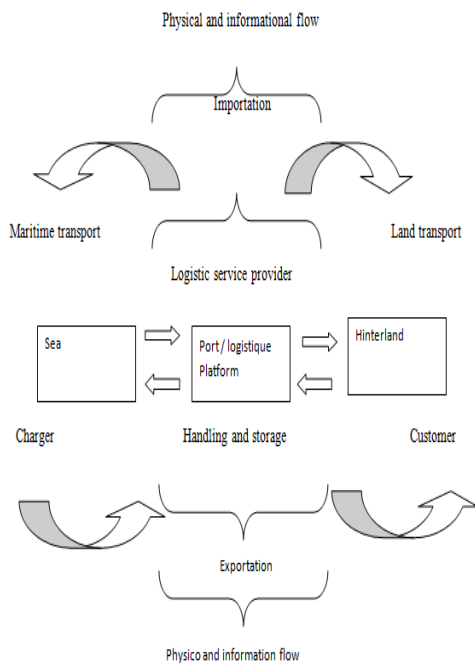 Physical and informational flow
Importation
Maritime transport
Land transport
Logistic service provider
Sea
Port / logistique
Platform
Hinterland
Charger
Handling and storage
Customer
Exportation
Physico and information flow